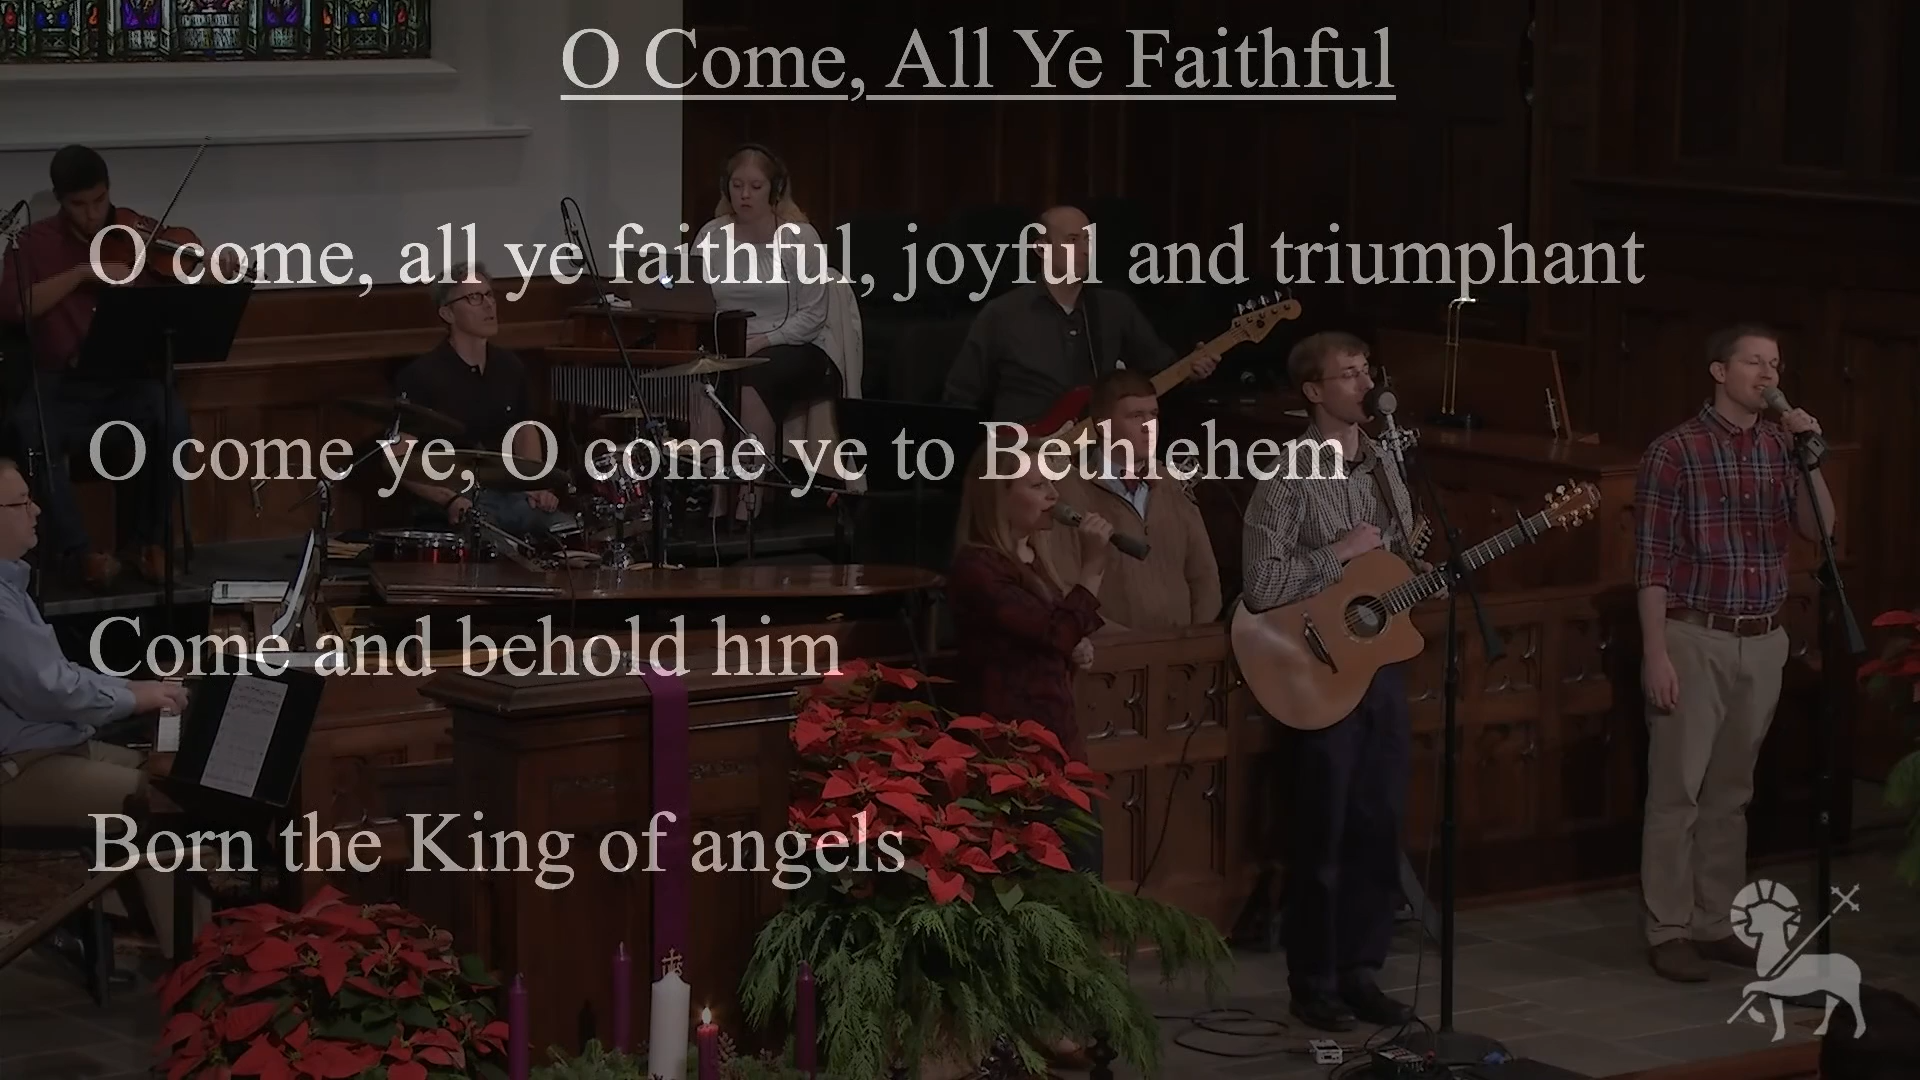 O Come, All Ye Faithful
O come, all ye faithful, joyful and triumphant
O come ye, O come ye to Bethlehem
Come and behold him
Born the King of angels